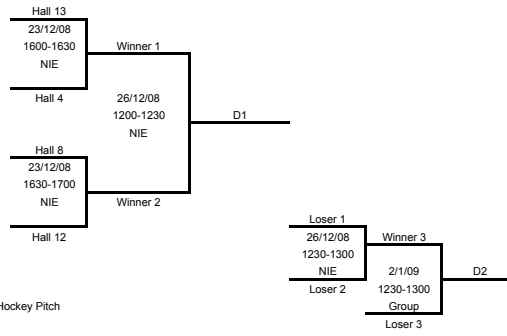 Hall 13
23/12/08
1600-1630
NIE
Winner 1
Hall 4
26/12/08
1200-1230
NIE
D1
Hall 8
23/12/08
1630-1700
NIE
Winner 2
Hall 12
Loser 1
26/12/08
1230-1300
NIE
Winner 3
Loser 2
2/1/09
1230-1300
Group
D2
Loser 3
Hockey Pitch